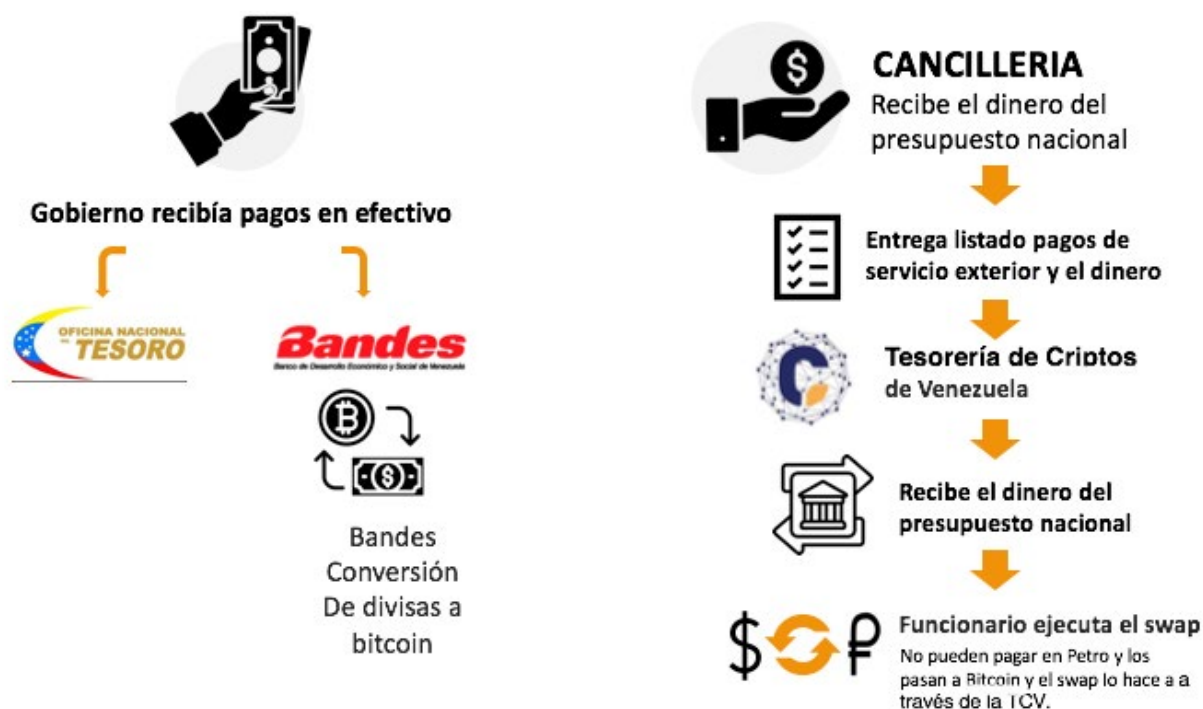 Gobierno recibía pagos en efectivo
OFICINA NACIONAL
TESORO
Bandes
Banco de Desarrollo Económico y Social de Venezuela
Bandes
Conversión
De divisas a
bitcoin
CANCILLERIA
Recibe el dinero del
presupuesto nacional
Entrega listado pagos de
servicio exterior y el dinero
Tesorería de Criptos
de Venezuela
Recibe el dinero del
presupuesto nacional
Funcionario ejecuta el swap
No pueden pagar en Petro y los
pasan a Bitcoin y el swap lo hace a a
través de la TCV.